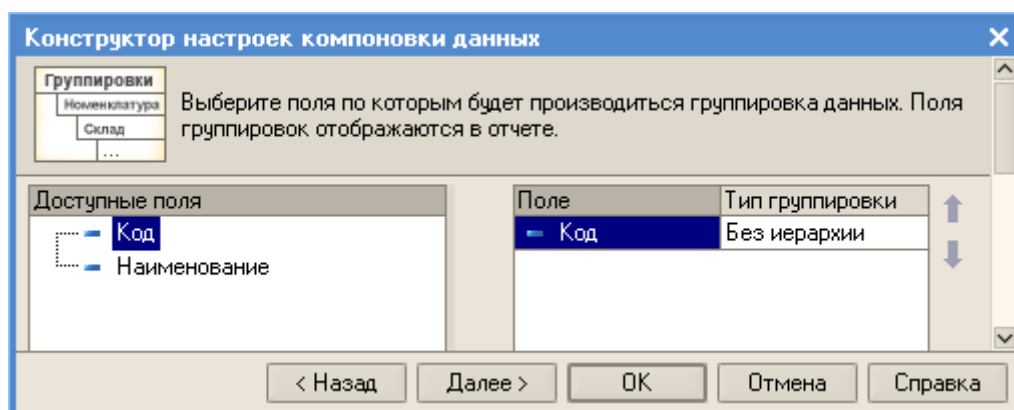 Конструктор настроек компоновки данных
Группировки
Номенклатура
Склад
...
Выберите поля по которым будет производиться группировка данных. Поля
группировок отображаются в отчете.
Доступные поля
Код
Наименование
Поле Тип группировки
Код Без иерархии
< Назад Далее > OK Отмена Справка